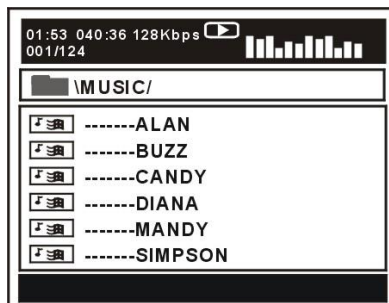 01:53 040:36 128Kbps
001/124
\MUSIC/
-------ALAN
-------BUZZ
-------CANDY
-------DIANA
-------MANDY
-------SIMPSON